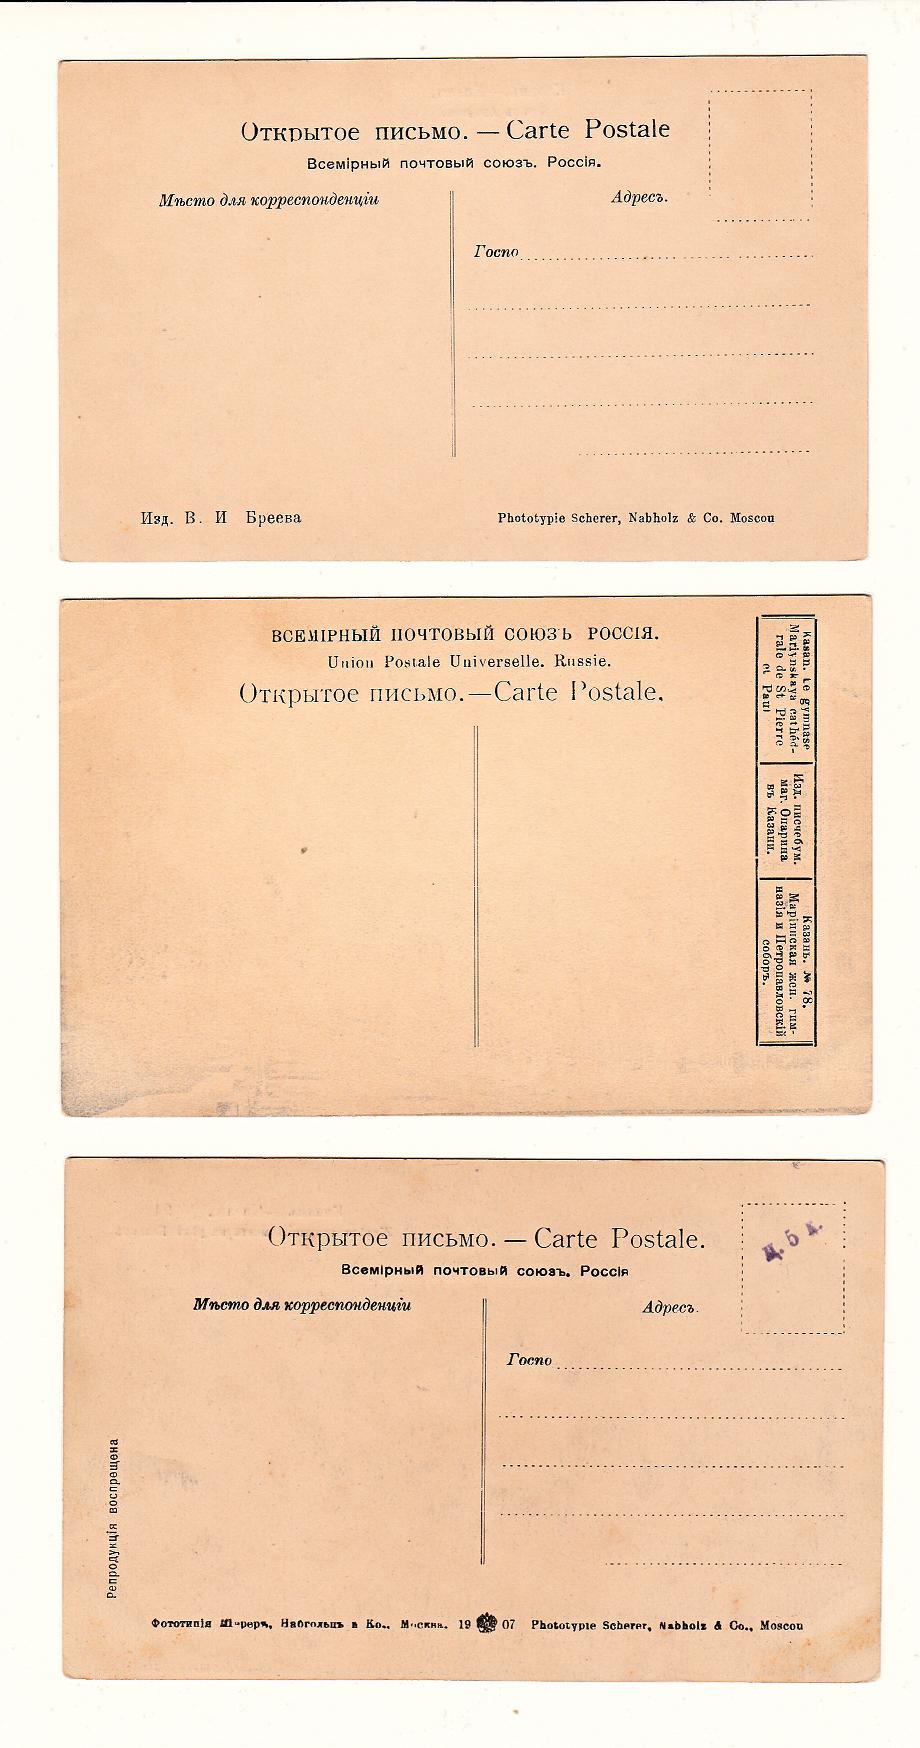 Открытое письмо. — Carte Postale
Всемірный почтовый союзъ. Россія.
Мѣсто для корреспонденціи
Адресъ.
Госпо
Изд. В. И Бреева
Phototypie Scherer, Nabholz & Co. Moscou
ВСЕМІРНЫЙ ПОЧТОВЫЙ СОЮЗЪ РОССІЯ.
Union Postale Universelle. Russie.
Открытое письмо.—Carte Postale.
Kasan. Le gymnase
Mariynskaya cathéd-
rale de St Pierre
et Paul
Изд. писчебум.
маг. Опарина
въ Казани.
Казань. № 78.
Маріинская жен. гим-
назія и Петропавловскій
соборъ.
Открытое письмо. — Carte Postale.
Всемірный почтовый союзъ. Россія
ц. 5 к.
Мѣсто для корреспонденціи
Адресъ.
Госпо
Репродукція воспрещена
Фототипія Шереръ, Набгольцъ и Ко., Москва. 19 07 Phototypie Scherer, Nabholz & Co., Moscou